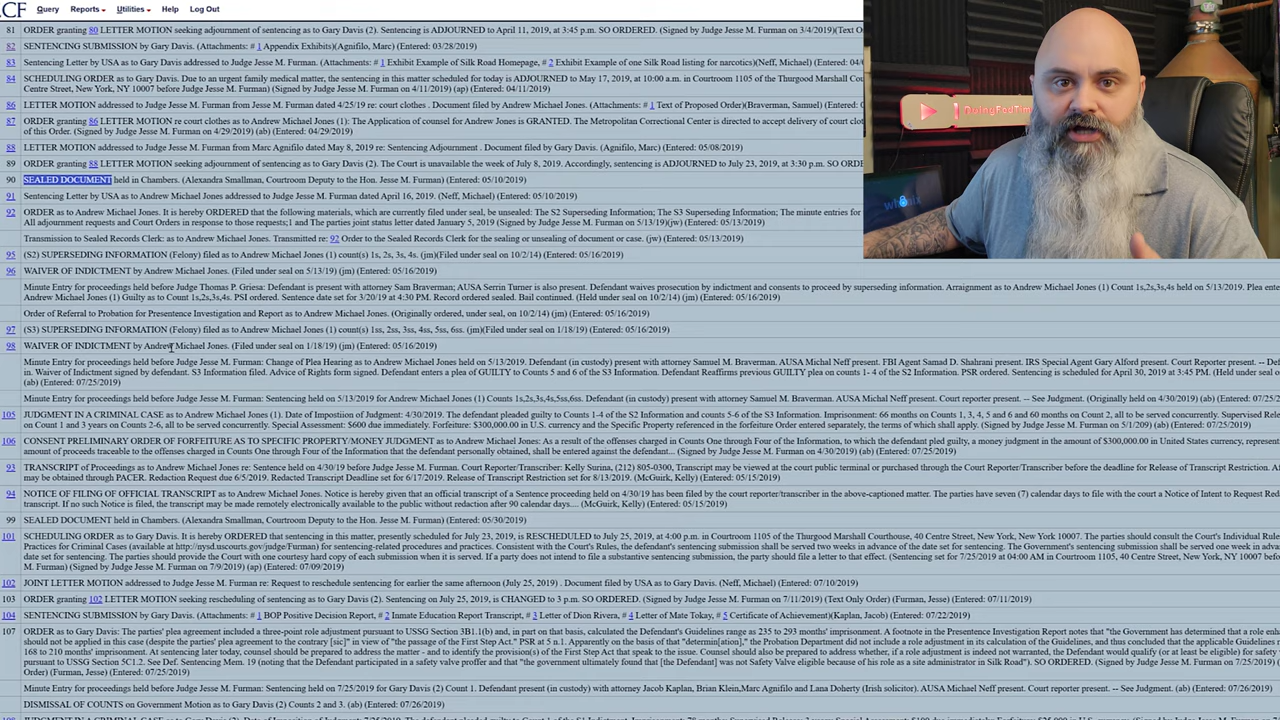 CF Query Reports Utilities Help Log Out
81 ORDER granting 80 LETTER MOTION seeking adjournment of sentencing as to Gary Davis (2). Sentencing is ADJOURNED to April 11, 2019, at 3:45 p.m. SO ORDERED. (Signed by Judge Jesse M. Furman on 3/4/2019)(Text O
82 SENTENCING SUBMISSION by Gary Davis. (Attachments: # 1 Appendix Exhibits)(Agnifilo, Marc) (Entered: 03/28/2019)
83 Sentencing Letter by USA as to Gary Davis addressed to Judge Jesse M. Furman. (Attachments: # 1 Exhibit Example of Silk Road Homepage, # 2 Exhibit Example of one Silk Road listing for narcotics)(Neff, Michael) (Entered: 04/
84 SCHEDULING ORDER as to Gary Davis. Due to an urgent family medical matter, the sentencing in this matter scheduled for today is ADJOURNED to May 17, 2019, at 10:00 a.m. in Courtroom 1105 of the Thurgood Marshall Cou
Centre Street, New York, NY 10007 before Judge Jesse M. Furman. (Signed by Judge Jesse M. Furman on 4/11/2019) (ap) (Entered: 04/11/2019)
86 LETTER MOTION addressed to Judge Jesse M. Furman from Jesse M. Furman dated 4/25/19 re: court clothes . Document filed by Andrew Michael Jones. (Attachments: # 1 Text of Proposed Order)(Braverman, Samuel) (Entered: 0
87 ORDER granting 86 LETTER MOTION re court clothes as to Andrew Michael Jones (1): The Application of counsel for Andrew Jones is GRANTED. The Metropolitan Correctional Center is directed to accept delivery of court clo
of this Order. (Signed by Judge Jesse M. Furman on 4/29/2019) (ab) (Entered: 04/29/2019)
88 LETTER MOTION addressed to Judge Jesse M. Furman from Marc Agnifilo dated May 8, 2019 re: Sentencing Adjournment . Document filed by Gary Davis. (Agnifilo, Marc) (Entered: 05/08/2019)
89 ORDER granting 88 LETTER MOTION seeking adjournment of sentencing as to Gary Davis (2). The Court is unavailable the week of July 8, 2019. Accordingly, sentencing is ADJOURNED to July 23, 2019, at 3:30 p.m. SO ORDE
90 SEALED DOCUMENT held in Chambers. (Alexandra Smallman, Courtroom Deputy to the Hon. Jesse M. Furman) (Entered: 05/10/2019)
91 Sentencing Letter by USA as to Andrew Michael Jones addressed dated April 16, 2019. (Neff, Michael) (Entered: 05/10/2019)
92 ORDER as to Andrew Michael Jones. It is hereby ORDERED that the following materials, which are currently filed under seal, be unsealed: The S2 Superseding Information; The S3 Superseding Information; The minute entries for
All adjournment requests and Court Orders in response to those requests;1 and The parties joint status letter dated January 5, 2019 (Signed by Judge Jesse M. Furman on 5/13/19)(jw) (Entered: 05/13/2019)
Transmission to Sealed Records Clerk: as to Andrew Michael Jones. Transmitted re: 92 Order to the Sealed Records Clerk for the sealing or unsealing of document or case. (jw) (Entered: 05/13/2019)
95 (S2) SUPERSEDING INFORMATION (Felony) filed as to Andrew Michael Jones (1) count(s) 1s, 2s, 3s, 4s. (jm)(Filed under seal on 10/2/14) (jm) (Entered: 05/16/2019)
96 WAIVER OF INDICTMENT by Andrew Michael Jones. (Filed under seal on 5/13/19) (jm) (Entered: 05/16/2019)
Minute Entry for proceedings held before Judge Thomas P. Griesa: Defendant is present with attorney Sam Braverman; AUSA Serrin Turner is also present. Defendant waives prosecution by indictment and consents to proceed by superseding information. Arraignment as to Andrew Michael Jones (1) Count 1s,2s,3s,4s held on 5/13/2019. Plea ente
Andrew Michael Jones (1) Guilty as to Count 1s,2s,3s,4s. PSI ordered. Sentence date set for 3/20/19 at 4:30 PM. Record ordered sealed. Bail continued. (Held under seal on 10/2/14) (jm) (Entered: 05/16/2019)
Order of Referral to Probation for Presentence Investigation and Report as to Andrew Michael Jones. (Originally ordered, under seal, on 10/2/14) (jm) (Entered: 05/16/2019)
97 (S3) SUPERSEDING INFORMATION (Felony) filed as to Andrew Michael Jones (1) count(s) 1ss, 2ss, 3ss, 4ss, 5ss, 6ss. (jm)(Filed under seal on 1/18/19) (jm) (Entered: 05/16/2019)
98 WAIVER OF INDICTMENT by Andrew Michael Jones. (Filed under seal on 1/18/19) (jm) (Entered: 05/16/2019)
Minute Entry for proceedings held before Judge Jesse M. Furman: Change of Plea Hearing as to Andrew Michael Jones held on 5/13/2019. Defendant (in custody) present with attorney Samuel M. Braverman. AUSA Michal Neff present. FBI Agent Samad D. Shahrani present. IRS Special Agent Gary Alford present. Court Reporter present. -- Def
in. Waiver of Indictment signed by defendant. S3 Information filed. Advice of Rights form signed. Defendant enters a plea of GUILTY to Counts 5 and 6 of the S3 Information. Defendant Reaffirms previous GUILTY plea on counts 1- 4 of the S2 Information. PSR ordered. Sentencing is scheduled for April 30, 2019 at 3:45 PM. (Held under seal o
(ab) (Entered: 07/25/2019)
Minute Entry for proceedings held before Judge Jesse M. Furman: Sentencing held on 5/13/2019 for Andrew Michael Jones (1) Counts 1s,2s,3s,4s,5ss,6ss. Defendant (in custody) present with attorney Samuel M. Braverman. AUSA Michael Neff present. Court Reporter present. -- See Judgment. (Originally held on 4/30/2019) (ab) (Entered: 07/25/2
105 JUDGMENT IN A CRIMINAL CASE as to Andrew Michael Jones (1). Date of Impostiion of Judgment: 4/30/2019. The defendant pleaded guilty to Counts 1-4 of the S2 Information and counts 5-6 of the S3 Information. Imprisonment: 66 months on Counts 1, 3, 4, 5 and 6 and 60 months on Count 2, all to be served concurrently. Supervised Rele
on Count 1 and 3 years on Counts 2-6, all to be served concurrently. Special Assessment: $600 due immediately. Forfeiture: $300,000.00 in U.S. currency and the Specific Property referenced in the forfeiture Order entered separately, the terms of which shall apply. (Signed by Judge Jesse M. Furman on 5/1/209) (ab) (Entered: 07/25/2019)
106 CONSENT PRELIMINARY ORDER OF FORFEITURE AS TO SPECIFIC PROPERTY/MONEY JUDGMENT as to Andrew Michael Jones: As a result of the offenses charged in Counts One through Four of the Information, to which the defendant pled guilty, a money judgment in the amount of $300,000.00 in United States currency, represen
amount of proceeds traceable to the offenses charged in Counts One through Four of the Information that the defendant personally obtained, shall be entered against the defendant... (Signed by Judge Jesse M. Furman on 4/30/2019) (ab) (Entered: 07/25/2019)
93 TRANSCRIPT of Proceedings as to Andrew Michael Jones re: Sentence held on 4/30/19 before Judge Jesse M. Furman. Court Reporter/Transcriber: Kelly Surina, (212) 805-0300, Transcript may be viewed at the court public terminal or purchased through the Court Reporter/Transcriber before the deadline for Release of Transcript Restriction. Af
may be obtained through PACER. Redaction Request due 6/5/2019. Redacted Transcript Deadline set for 6/17/2019. Release of Transcript Restriction set for 8/13/2019. (McGuirk, Kelly) (Entered: 05/15/2019)
94 NOTICE OF FILING OF OFFICIAL TRANSCRIPT as to Andrew Michael Jones. Notice is hereby given that an official transcript of a Sentence proceeding held on 4/30/19 has been filed by the court reporter/transcriber in the above-captioned matter. The parties have seven (7) calendar days to file with the court a Notice of Intent to Request Red
transcript. If no such Notice is filed, the transcript may be made remotely electronically available to the public without redaction after 90 calendar days.... (McGuirk, Kelly) (Entered: 05/15/2019)
99 SEALED DOCUMENT held in Chambers. (Alexandra Smallman, Courtroom Deputy to the Hon. Jesse M. Furman) (Entered: 05/30/2019)
101 SCHEDULING ORDER as to Gary Davis. It is hereby ORDERED that sentencing in this matter, presently scheduled for July 23, 2019, is RESCHEDULED to July 25, 2019, at 4:00 p.m. in Courtroom 1105 of the Thurgood Marshall Courthouse, 40 Centre Street, New York, New York 10007. The parties should consult the Court's Individual Rule
Practices for Criminal Cases (available at http://nysd.uscourts.gov/judge/Furman) for sentencing-related procedures and practices. Consistent with the Court's Rules, the defendant's sentencing submission shall be served two weeks in advance of the date set for sentencing. The Government's sentencing submission shall be served one week in adva
date set for sentencing. The parties should provide the Court with one courtesy hard copy of each submission when it is served. If a party does not intend to file a substantive sentencing submission, the party should file a letter to that effect. (Sentencing set for 7/25/2019 at 04:00 AM in Courtroom 1105, 40 Centre Street, New York, NY 10007 be
M. Furman) (Signed by Judge Jesse M. Furman on 7/9/2019) (ap) (Entered: 07/09/2019)
102 JOINT LETTER MOTION addressed to Judge Jesse M. Furman re: Request to reschedule sentencing for earlier the same afternoon (July 25, 2019) . Document filed by USA as to Gary Davis. (Neff, Michael) (Entered: 07/10/2019)
103 ORDER granting 102 LETTER MOTION seeking rescheduling of sentencing as to Gary Davis (2). Sentencing on July 25, 2019, is CHANGED to 3 p.m. SO ORDERED. (Signed by Judge Jesse M. Furman on 7/11/2019) (Text Only Order) (Furman, Jesse) (Entered: 07/11/2019)
104 SENTENCING SUBMISSION by Gary Davis. (Attachments: # 1 BOP Positive Decision Report, # 2 Inmate Education Report Transcript, # 3 Letter of Dion Rivera, # 4 Letter of Mate Tokay, # 5 Certificate of Achievement)(Kaplan, Jacob) (Entered: 07/22/2019)
107 ORDER as to Gary Davis: The parties' plea agreement included a three-point role adjustment pursuant to USSG Section 3B1.1(b) and, in part on that basis, calculated the Defendant's Guidelines range as 235 to 293 months' imprisonment. A footnote in the Presentence Investigation Report notes that "the Government has determined that a role enha
should not be applied in this case (despite the parties' plea agreement to the contrary [sic]" in view of "the passage of the First Step Act." PSR at 5 n.1. Apparently on the basis of that "determination[,]" the Probation Department did not include a role adjustment in its calculation of the Guidelines, and thus concluded that the applicable Guidelines
168 to 210 months' imprisonment. At sentencing later today, counsel should be prepared to address the matter - and to identify the provision(s) of the First Step Act that speak to the issue. Counsel should also be prepared to address whether, if a role adjustment is indeed not warranted, the Defendant would qualify (or at least be eligible) for safety v
pursuant to USSG Section 5C1.2. See Def. Sentencing Mem. 19 (noting that the Defendant participated in a safety valve proffer and that "the government ultimately found that [the Defendant] was not Safety Valve eligible because of his role as a site administrator in Silk Road"). SO ORDERED. (Signed by Judge Jesse M. Furman on 7/25/2019)
Order) (Furman, Jesse) (Entered: 07/25/2019)
Minute Entry for proceedings held before Judge Jesse M. Furman: Sentencing held on 7/25/2019 for Gary Davis (2) Count 1. Defendant present (in custody) with attorney Jacob Kaplan, Brian Klein,Marc Agnifilo and Lana Doherty (Irish solicitor). AUSA Michael Neff present. Court reporter present. -- See Judgment. (ab) (Entered: 07/26/2019)
DISMISSAL OF COUNTS on Government Motion as to Gary Davis (2) Counts 2 and 3. (ab) (Entered: 07/26/2019)